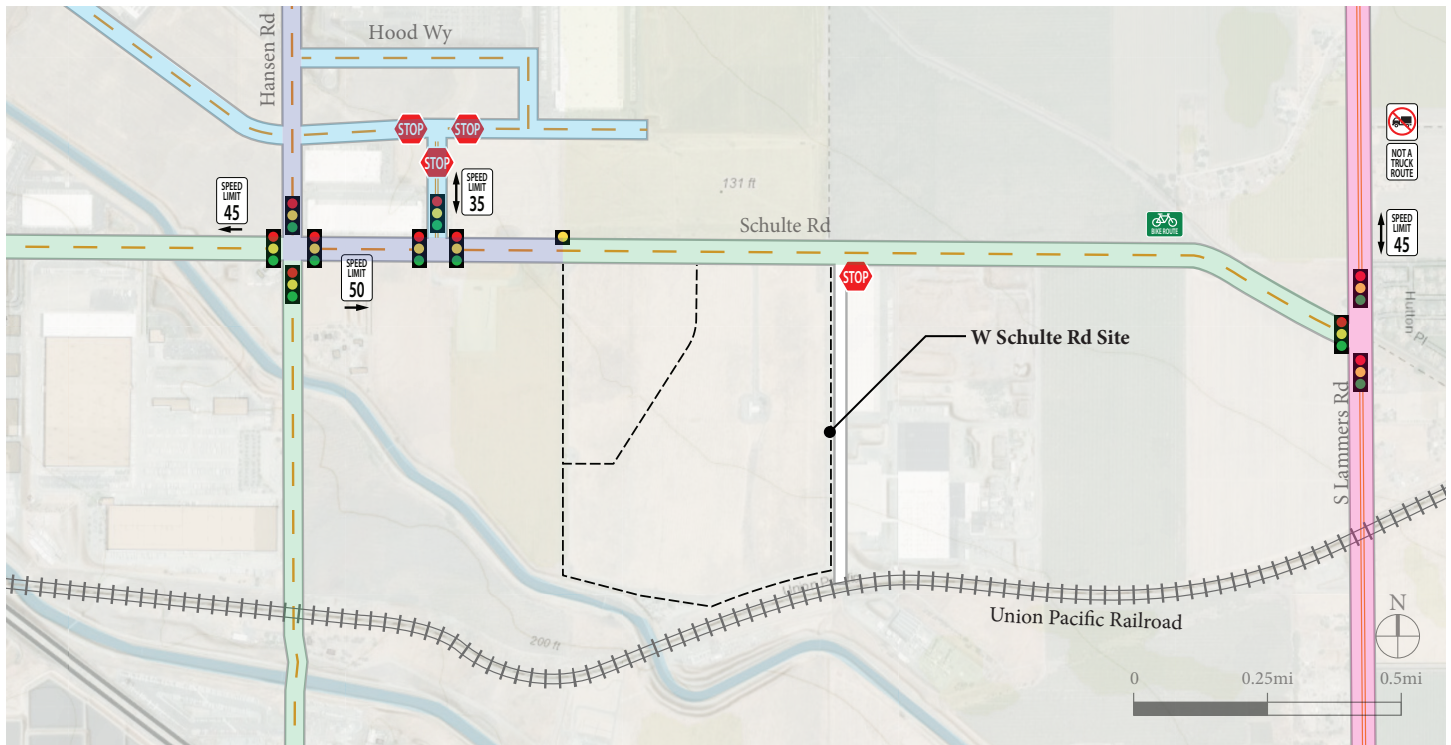 Hansen Rd
Hood Wy
STOP
STOP
STOP
SPEED
LIMIT
45
SPEED
LIMIT
35
131 ft
Schulte Rd
BIKE ROUTE
NOT A
TRUCK
ROUTE
SPEED
LIMIT
45
SPEED
LIMIT
50
STOP
W Schulte Rd Site
Hutton Pl
S Lammers Rd
Union Pacific Railroad
200 ft
N
0
0.25mi
0.5mi